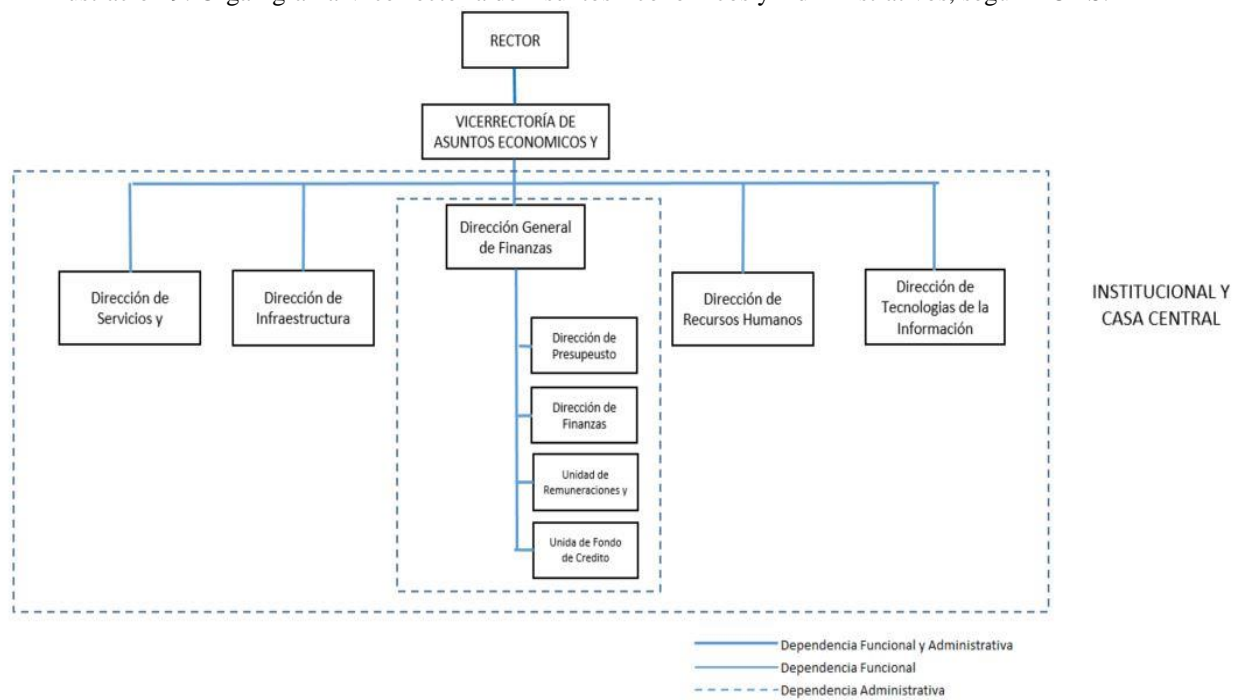 RECTOR
VICERRECTORÍA DE
ASUNTOS ECONOMICOS Y
Dirección General
de Finanzas
Dirección de
Servicios y
Dirección de
Infraestructura
Dirección de
Recursos Humanos
Dirección de
Tecnologias de la
Información
INSTITUCIONAL Y
CASA CENTRAL
Dirección de
Presupeusto
Dirección de
Finanzas
Unidad de
Remuneraciones y
Unida de Fondo
de Credito
Dependencia Funcional y Administrativa
Dependencia Funcional
Dependencia Administrativa